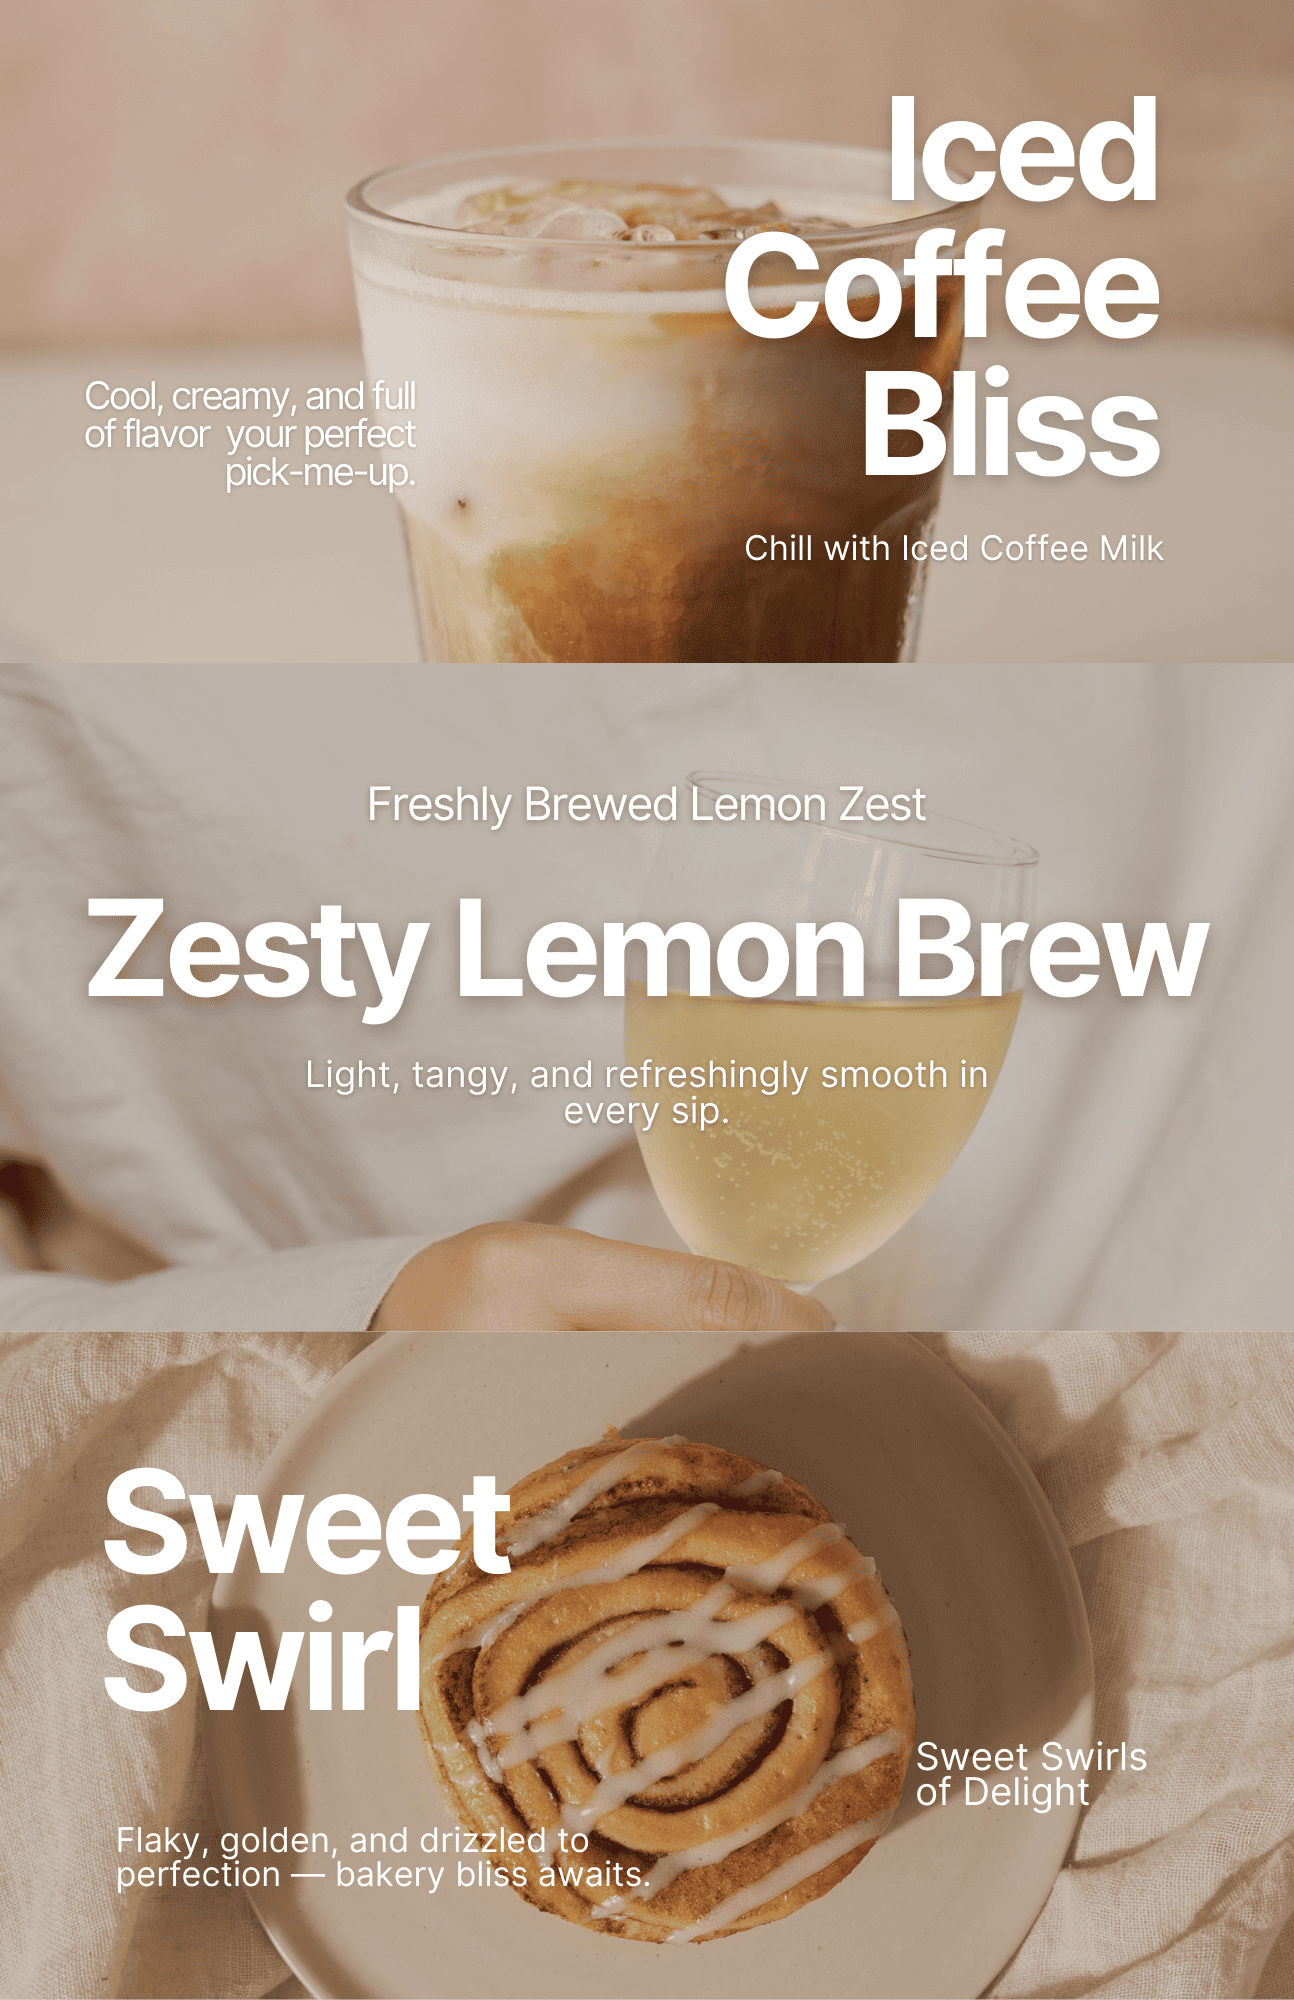 Iced
Coffee
Bliss
Cool, creamy, and full
of flavor  your perfect
pick-me-up.
Chill with Iced Coffee Milk
Freshly Brewed Lemon Zest
Zesty Lemon Brew
Light, tangy, and refreshingly smooth in
every sip.
Sweet
Swirl
Sweet Swirls
of Delight
Flaky, golden, and drizzled to
perfection — bakery bliss awaits.